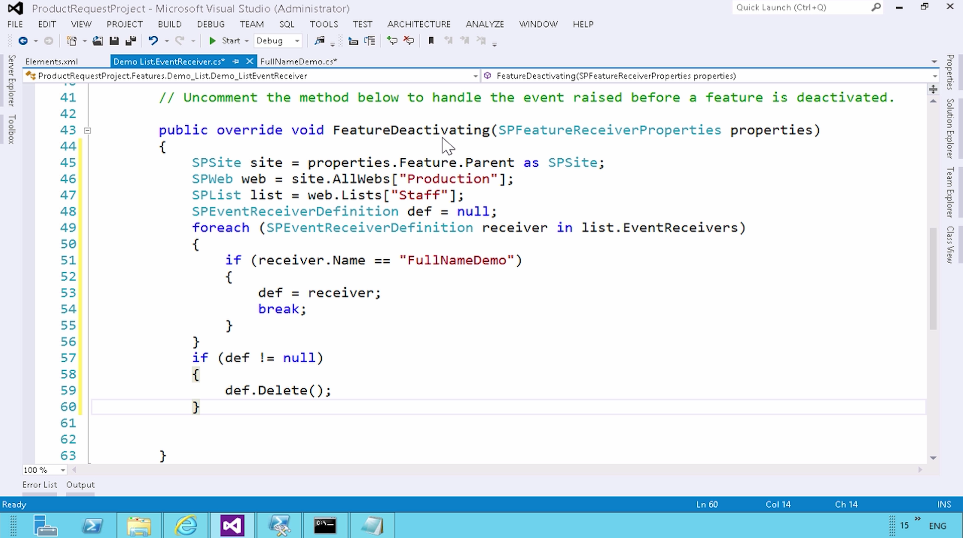 ProductRequestProject - Microsoft Visual Studio (Administrator)
Quick Launch (Ctrl+Q)
FILE EDIT VIEW PROJECT BUILD DEBUG TEAM SQL TOOLS TEST ARCHITECTURE ANALYZE WINDOW HELP
Start Debug
Elements.xml Demo List.EventReceiver.cs* FullNameDemo.cs*
ProductRequestProject.Features.Demo_List.Demo_ListEventReceiver FeatureDeactivating(SPFeatureReceiverProperties properties)
Server Explorer
Toolbox
41 // Uncomment the method below to handle the event raised before a feature is deactivated.
42
43 public override void FeatureDeactivating(SPFeatureReceiverProperties properties)
44 {
45 SPSite site = properties.Feature.Parent as SPSite;
46 SPWeb web = site.AllWebs["Production"];
47 SPList list = web.Lists["Staff"];
48 SPEventReceiverDefinition def = null;
49 foreach (SPEventReceiverDefinition receiver in list.EventReceivers)
50 {
51 if (receiver.Name == "FullNameDemo")
52 {
53 def = receiver;
54 break;
55 }
56 }
57 if (def != null)
58 {
59 def.Delete();
60 }
61
62
63 }
Properties
Solution Explorer
Team Explorer
Class View
100 %
Error List Output
Ready Ln 60 Col 14 Ch 14 INS
15 ENG